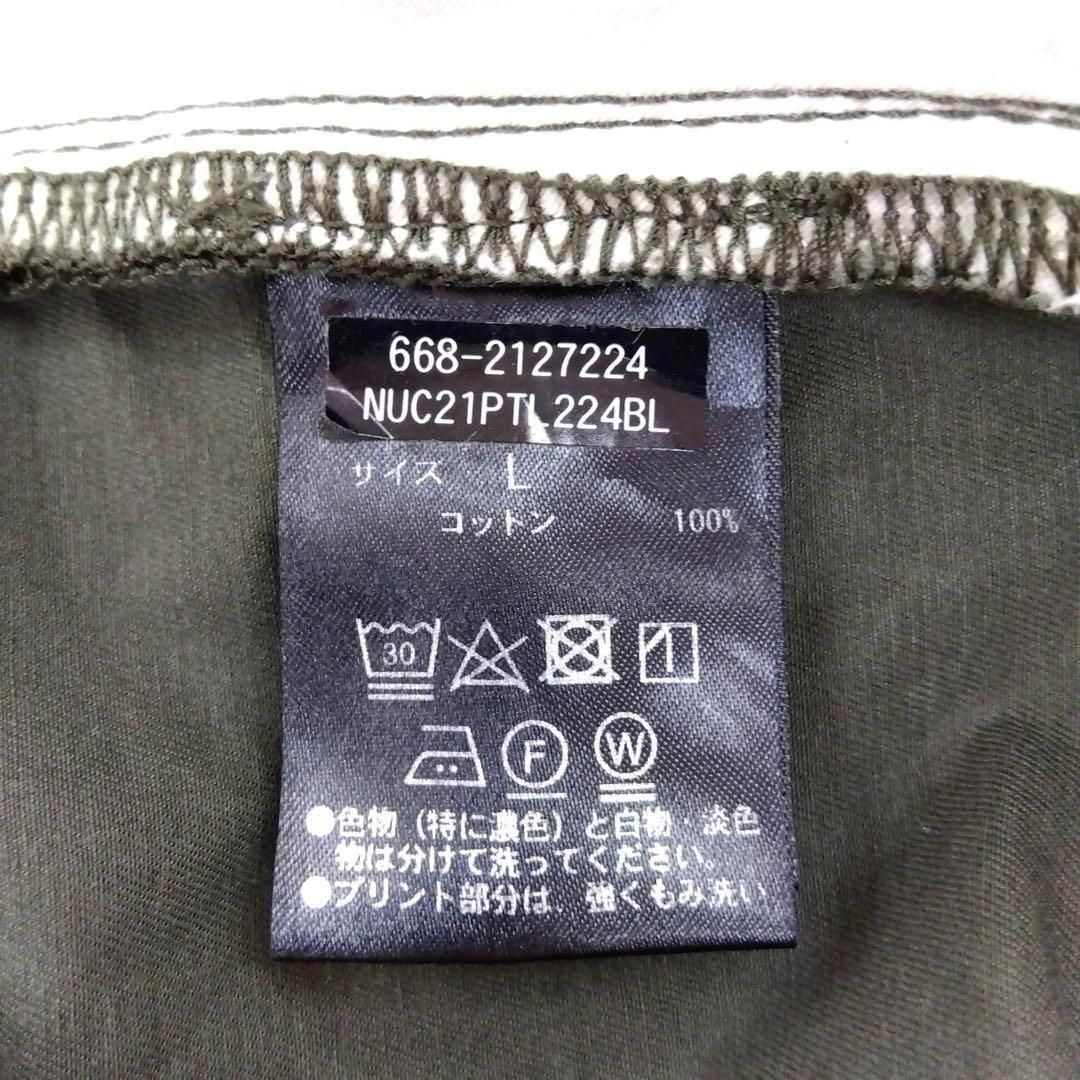 668-2127224
NUC21PTL224BL
サイズ L
コットン 100%
30
F W
●色物（特に濃色）と白物・淡色
物は分けて洗ってください。
●プリント部分は、強くもみ洗い